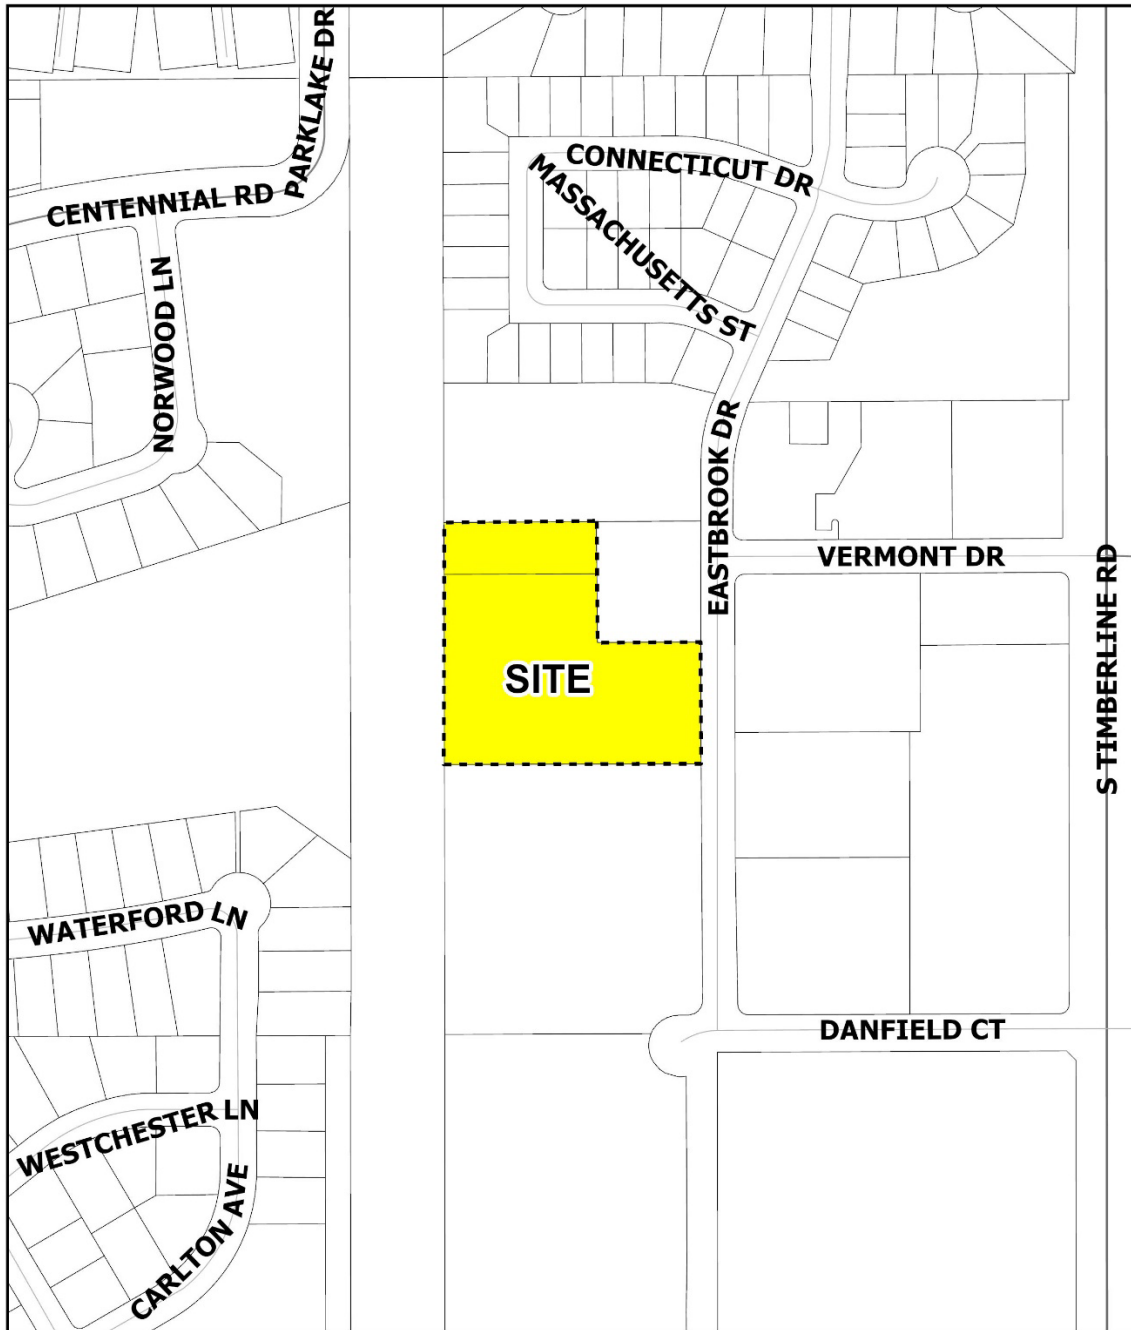 PARKLAKE DR
CONNECTICUT DR
CENTENNIAL RD
MASSACHUSETTS ST
NORWOOD LN
EASTBROOK DR
VERMONT DR
S TIMBERLINE RD
SITE
WATERFORD LN
DANFIELD CT
WESTCHESTER LN
CARLTON AVE